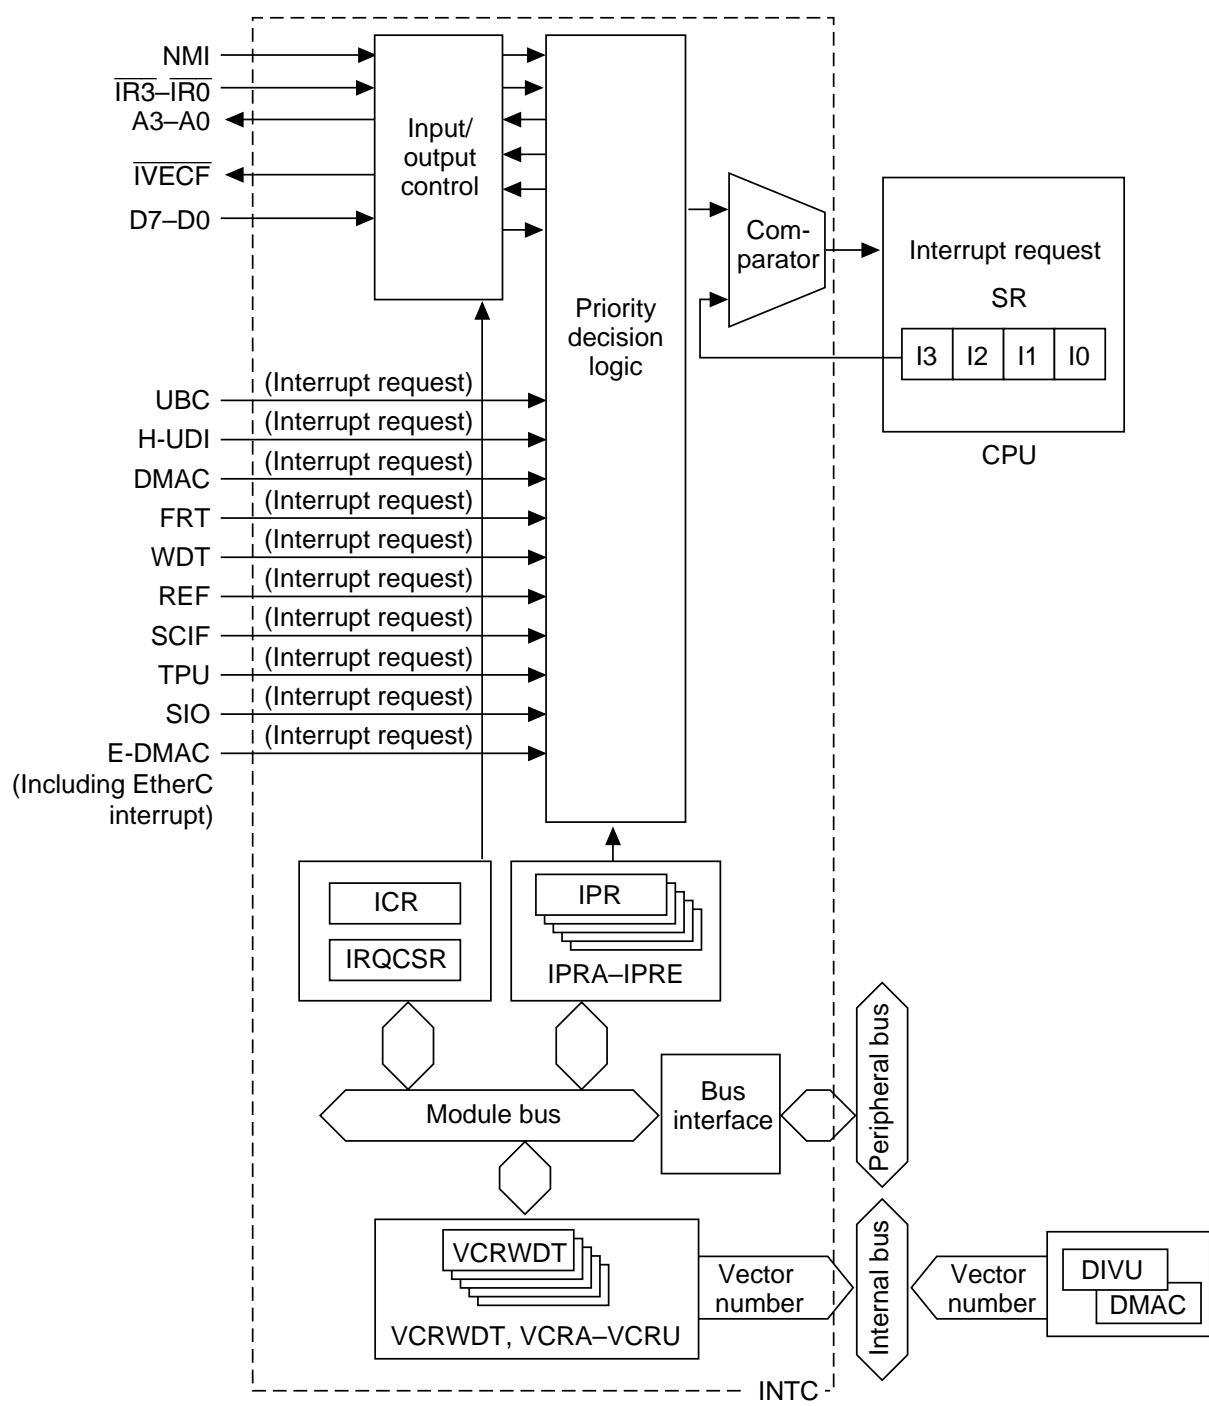 NMI
IR3–IR0
A3–A0
IVECF
D7–D0
Input/
output
control
Priority
decision
logic
Com-
parator
Interrupt request
SR
I3 I2 I1 I0
CPU
UBC (Interrupt request)
H-UDI (Interrupt request)
DMAC (Interrupt request)
FRT (Interrupt request)
WDT (Interrupt request)
REF (Interrupt request)
SCIF (Interrupt request)
TPU (Interrupt request)
SIO (Interrupt request)
E-DMAC (Interrupt request)
(Including EtherC
interrupt)
ICR
IRQCSR
IPR
IPRA–IPRE
Module bus
Bus
interface
Peripheral bus
VCRWDT
VCRWDT, VCRA–VCRU
Vector
number
Internal bus
Vector
number
DIVU
DMAC
INTC